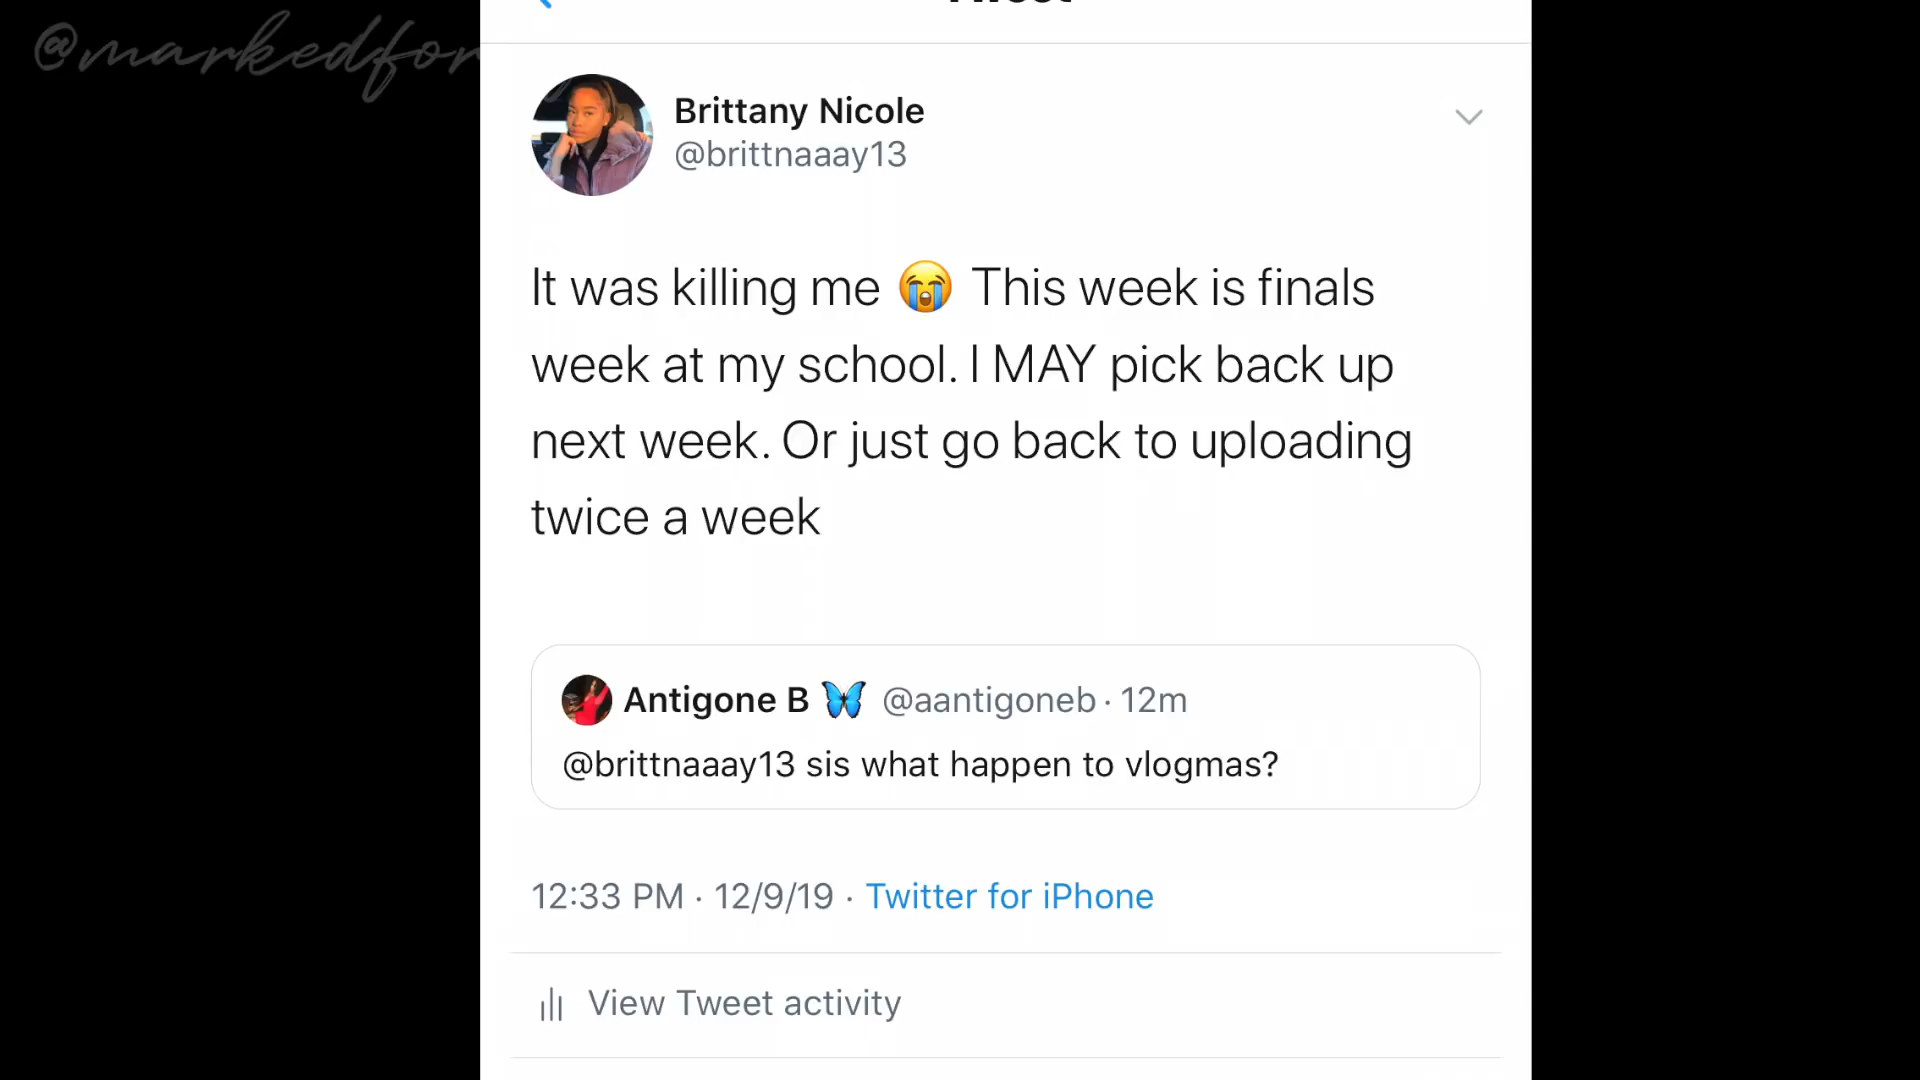 @markedfor
Tweet
Brittany Nicole
@brittnaaay13
It was killing me 😭 This week is finals
week at my school. I MAY pick back up
next week. Or just go back to uploading
twice a week
Antigone B 🦋 @aantigoneb · 12m
@brittnaaay13 sis what happen to vlogmas?
12:33 PM · 12/9/19 · Twitter for iPhone
View Tweet activity